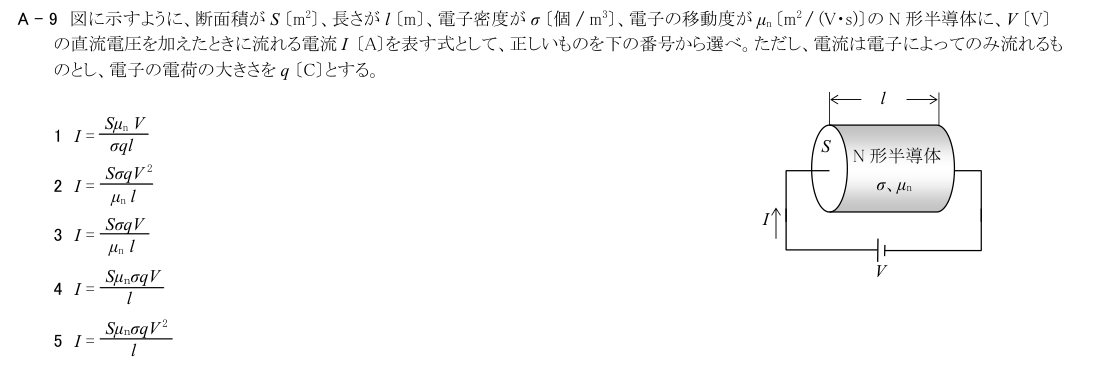 A－9 図に示すように、断面積が S〔m²〕、長さが l〔m〕、電子密度が σ〔個/m³〕、電子の移動度が μₙ〔m²/(V・s)〕の N 形半導体に、V〔V〕
の直流電圧を加えたときに流れる電流 I〔A〕を表す式として、正しいものを下の番号から選べ。ただし、電流は電子によってのみ流れるも
のとし、電子の電荷の大きさを q〔C〕とする。
1 I = Sμₙ V / σql
2 I = SσqV² / μₙ l
3 I = SσqV / μₙ l
4 I = SμₙσqV / l
5 I = SμₙσqV² / l
l
S
N 形半導体
σ、μₙ
I
V